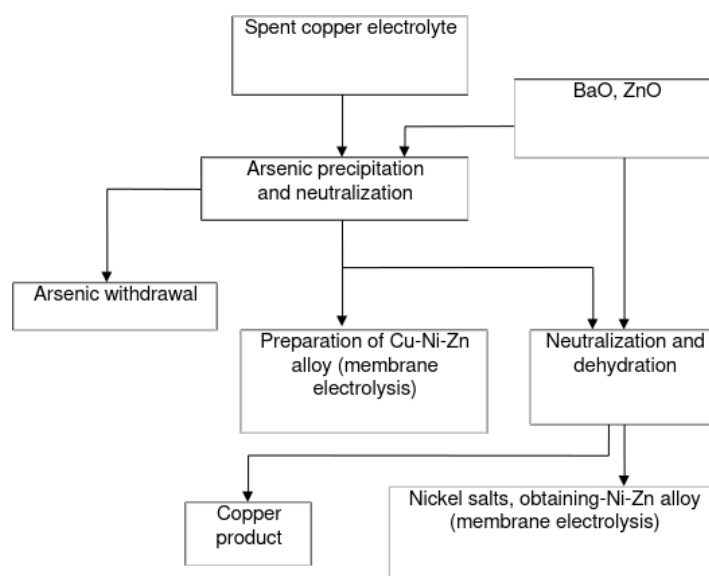 Spent copper electrolyte
BaO, ZnO
Arsenic precipitation
and neutralization
Arsenic withdrawal
Preparation of Cu-Ni-Zn
alloy (membrane
electrolysis)
Neutralization and
dehydration
Copper
product
Nickel salts, obtaining-Ni-Zn alloy
(membrane electrolysis)